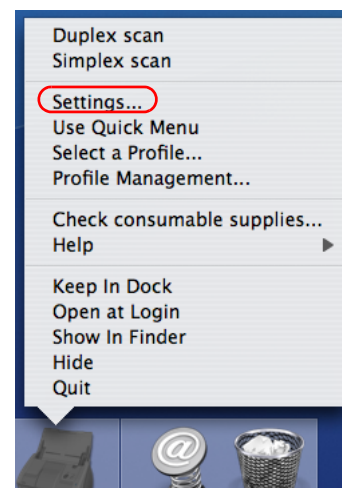 Duplex scan
Simplex scan
Settings...
Use Quick Menu
Select a Profile...
Profile Management...
Check consumable supplies...
Help
Keep In Dock
Open at Login
Show In Finder
Hide
Quit
@